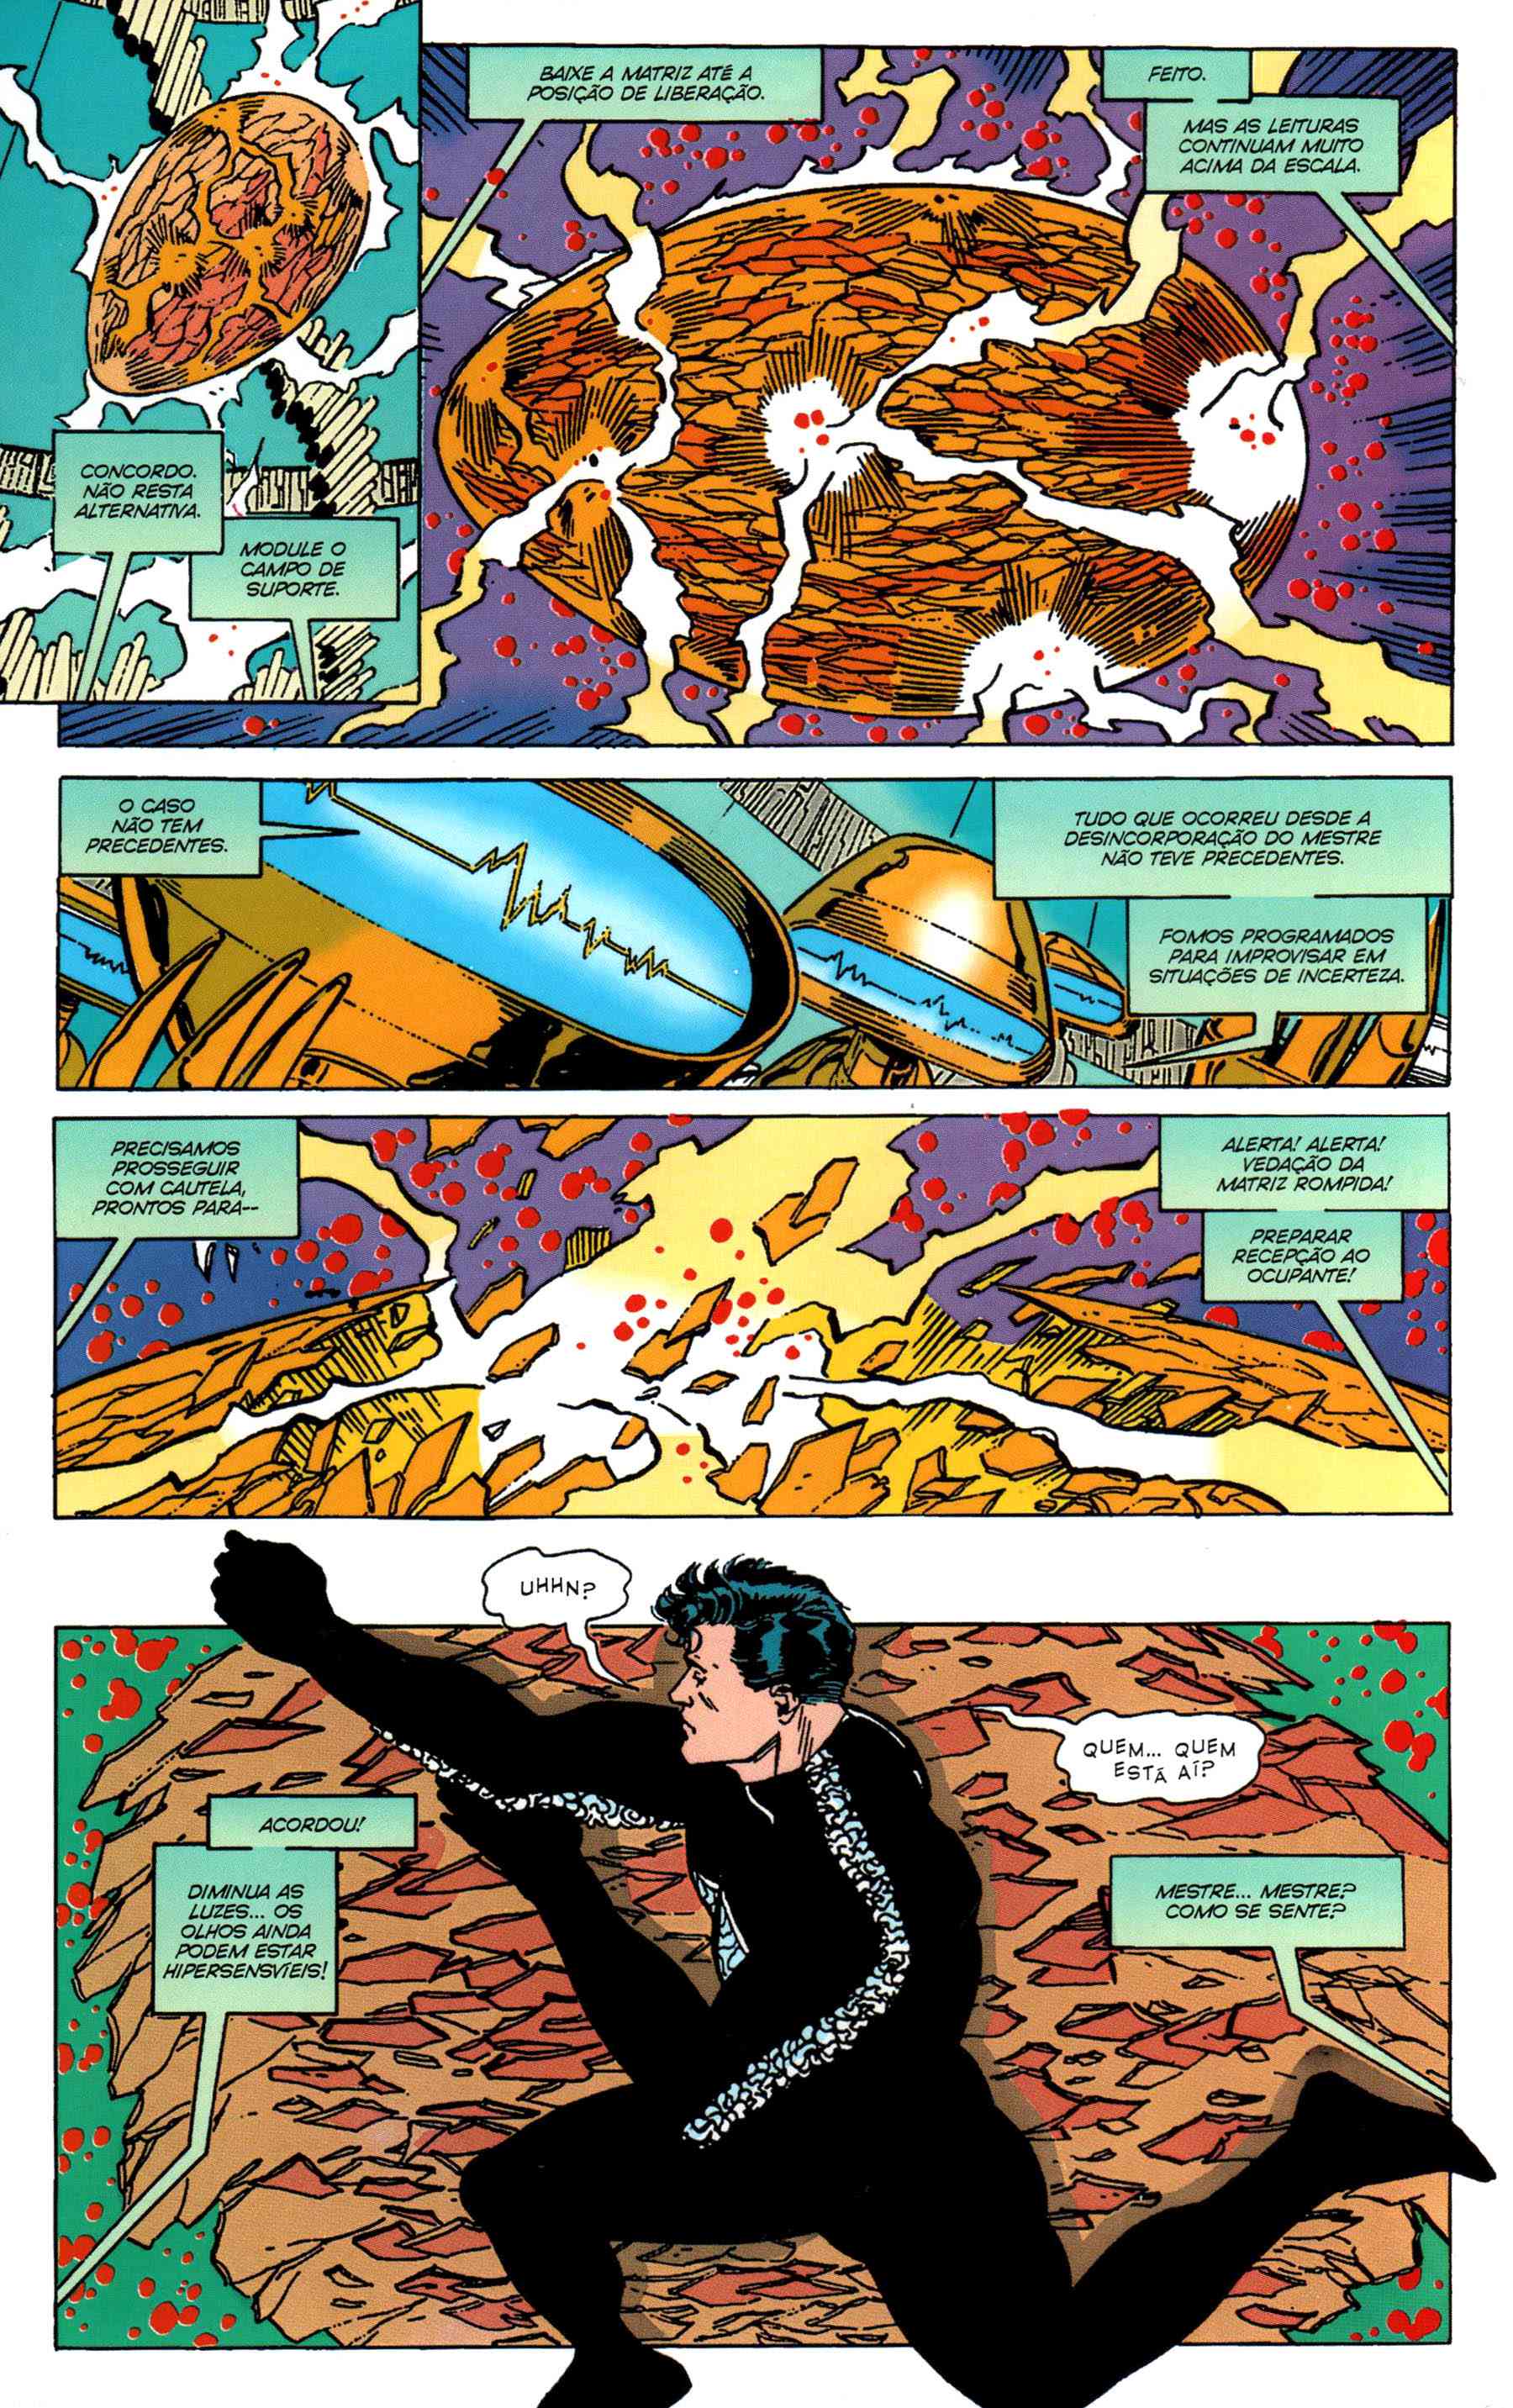 CONCORDO.
NÃO RESTA
ALTERNATIVA.
MODULE O
CAMPO DE
SUPORTE.
BAIXE A MATRIZ ATÉ A
POSIÇÃO DE LIBERAÇÃO.
FEITO.
MAS AS LEITURAS
CONTINUAM MUITO
ACIMA DA ESCALA.
O CASO
NÃO TEM
PRECEDENTES.
TUDO QUE OCORREU DESDE A
DESINCORPORAÇÃO DO MESTRE
NÃO TEVE PRECEDENTES.
FOMOS PROGRAMADOS
PARA IMPROVISAR EM
SITUAÇÕES DE INCERTEZA.
PRECISAMOS
PROSSEGUIR
COM CAUTELA,
PRONTOS PARA--
ALERTA! ALERTA!
VEDAÇÃO DA
MATRIZ ROMPIDA!
PREPARAR
RECEPÇÃO AO
OCUPANTE!
UHHN?
QUEM... QUEM
ESTÁ AÍ?
ACORDOU!
DIMINUA AS
LUZES... OS
OLHOS AINDA
PODEM ESTAR
HIPERSENSVÍEIS!
MESTRE... MESTRE?
COMO SE SENTE?